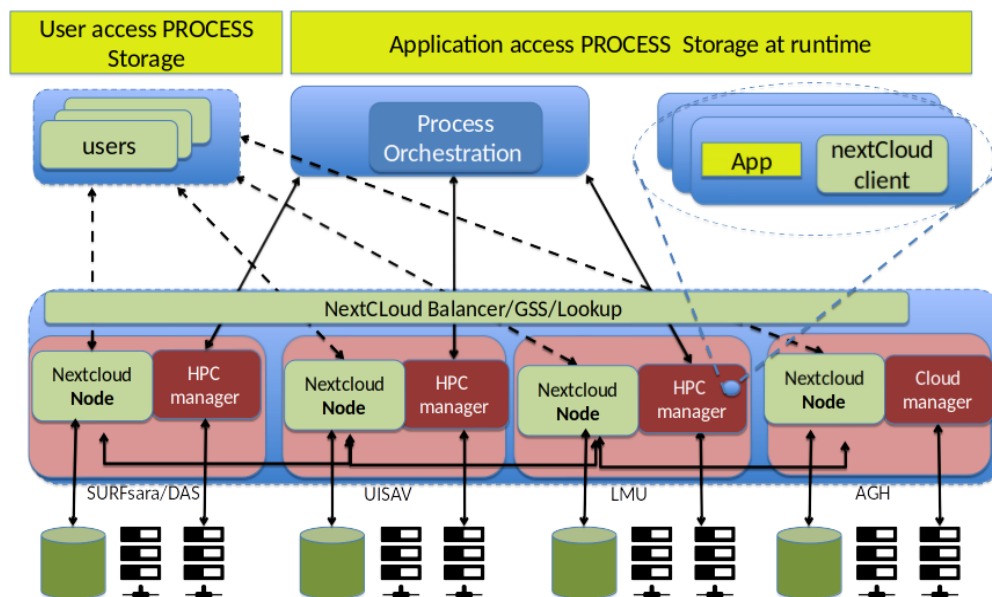 User access PROCESS
Storage
Application access PROCESS Storage at runtime
users
Process
Orchestration
App
nextCloud
client
NextCLoud Balancer/GSS/Lookup
Nextcloud
Node
HPC
manager
Nextcloud
Node
HPC
manager
Nextcloud
Node
HPC
manager
Nextcloud
Node
Cloud
manager
SURFsara/DAS
UISAV
LMU
AGH